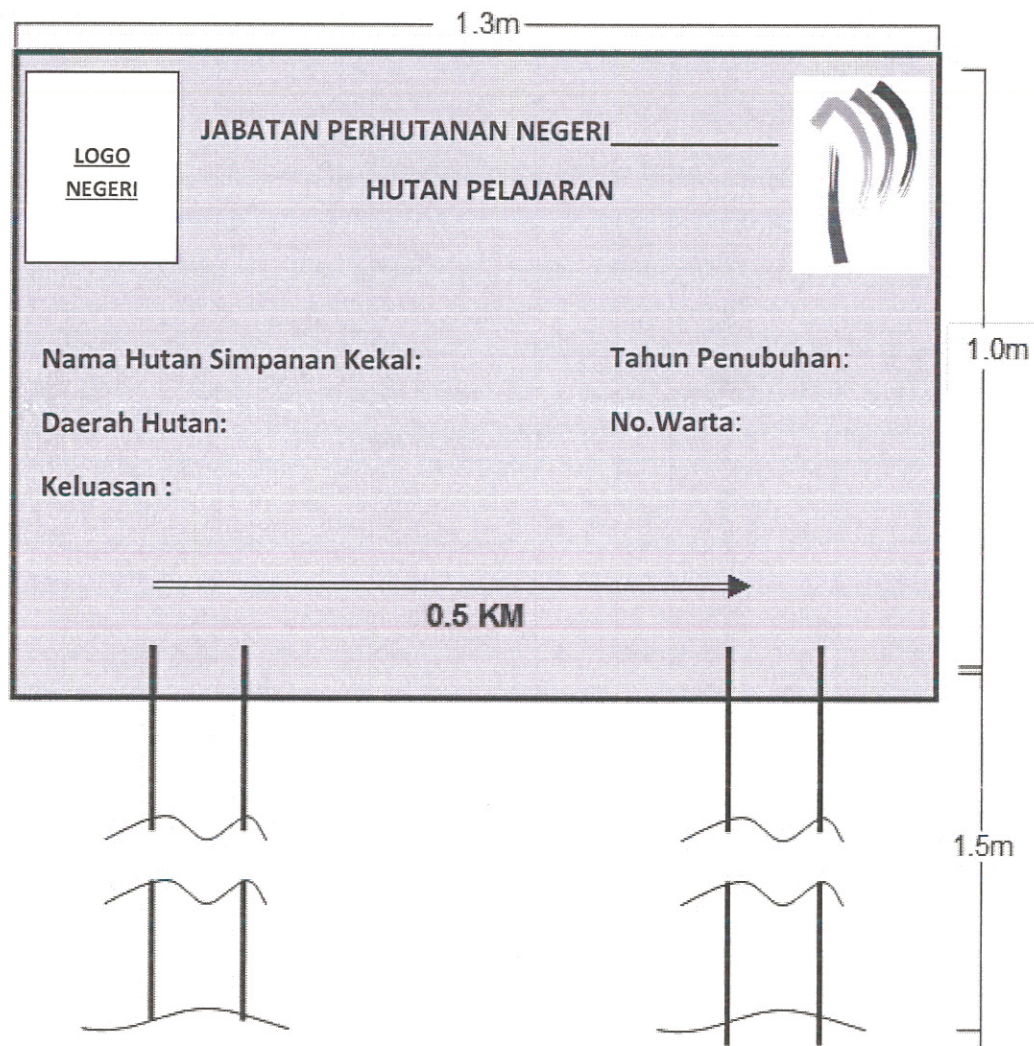 1.3m
LOGO
NEGERI
JABATAN PERHUTANAN NEGERI____________
HUTAN PELAJARAN
1.0m
Nama Hutan Simpanan Kekal:
Tahun Penubuhan:
Daerah Hutan:
No.Warta:
Keluasan :
0.5 KM
1.5m